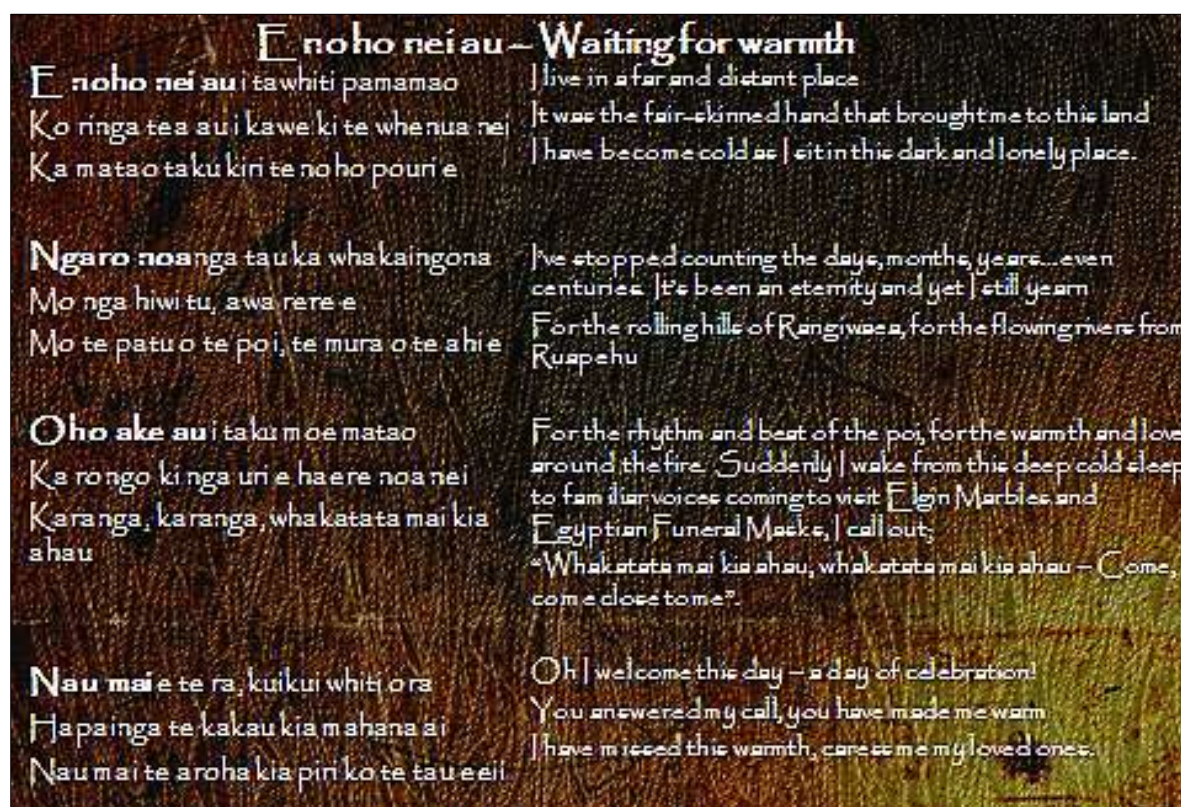 E noho nei au – Waiting for warmth
E noho nei au i tawhiti pamamao
Ko ringa tea au i kawe ki te whenua nei
Ka matao taku kiri te noho pouri e
Ngaro noa nga tau ka whakaingona
Mo nga hiwi tu, awa rere e
Mo te patu o te poi, te mura o te ahi e
Oho ake au i taku moe matao
Ka rongo ki nga uri e haere noa nei
Karanga, karanga, whakatata mai kia
ahau
Nau mai e te ra, kuikui whiti ora
Hapainga te kakau kia mahana ai
Nau mai te aroha kia piri ko te tau eeii
I live in a far and distant place
It was the fair-skinned hand that brought me to this land
I have become cold as I sit in this dark and lonely place.
I've stopped counting the days, months, years...even
centuries. It's been an eternity and yet I still yearn
For the rolling hills of Rangiwaea, for the flowing rivers from
Ruapehu
For the rhythm and beat of the poi, for the warmth and love
around the fire. Suddenly I wake from this deep cold sleep
to familiar voices coming to visit Elgin Marbles and
Egyptian Funeral Masks, I call out;
"Whakatata mai kia ahau, whakatata mai kia ahau – Come,
come close to me".
Oh I welcome this day – a day of celebration!
You answered my call, you have made me warm
I have missed this warmth, caress me my loved ones.